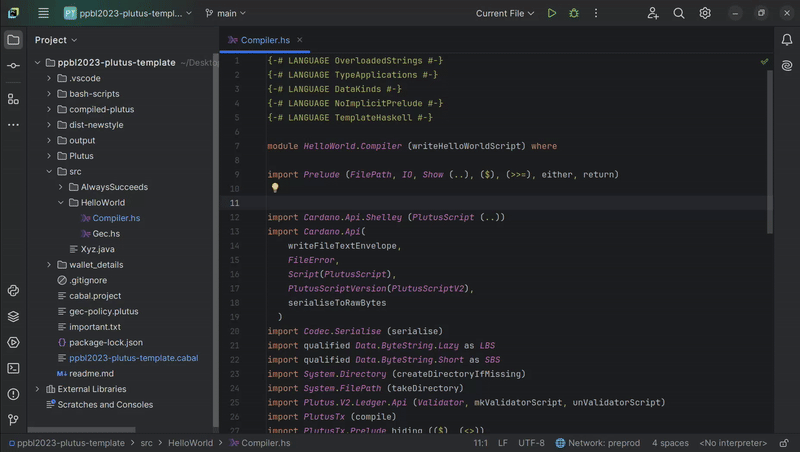 PT ppbl2023-plutus-templat... main Current File
Project
Compiler.hs
ppbl2023-plutus-template ~/Deskto
.vscode
bash-scripts
compiled-plutus
dist-newstyle
output
Plutus
src
AlwaysSucceeds
HelloWorld
Compiler.hs
Gec.hs
Xyz.java
wallet_details
.gitignore
cabal.project
gec-policy.plutus
important.txt
package-lock.json
ppbl2023-plutus-template.cabal
readme.md
External Libraries
Scratches and Consoles
1 {-# LANGUAGE OverloadedStrings #-}
2 {-# LANGUAGE TypeApplications #-}
3 {-# LANGUAGE DataKinds #-}
4 {-# LANGUAGE NoImplicitPrelude #-}
5 {-# LANGUAGE TemplateHaskell #-}
6
7 module HelloWorld.Compiler (writeHelloWorldScript) where
8
9 import Prelude (FilePath, IO, Show (..), ($), (>>=), either, return)
10
11
12 import Cardano.Api.Shelley (PlutusScript (..))
13 import Cardano.Api(
14 writeFileTextEnvelope,
15 FileError,
16 Script(PlutusScript),
17 PlutusScriptVersion(PlutusScriptV2),
18 serialiseToRawBytes
19 )
20 import Codec.Serialise (serialise)
21 import qualified Data.ByteString.Lazy as LBS
22 import qualified Data.ByteString.Short as SBS
23 import System.Directory (createDirectoryIfMissing)
24 import System.FilePath (takeDirectory)
25 import Plutus.V2.Ledger.Api (Validator, mkValidatorScript, unValidatorScript)
26 import PlutusTx (compile)
27 import PlutusTx.Prelude hiding (($), (<>))
ppbl2023-plutus-template > src > HelloWorld > Compiler.hs 11:1 LF UTF-8 Network: preprod 4 spaces <No interpreter>